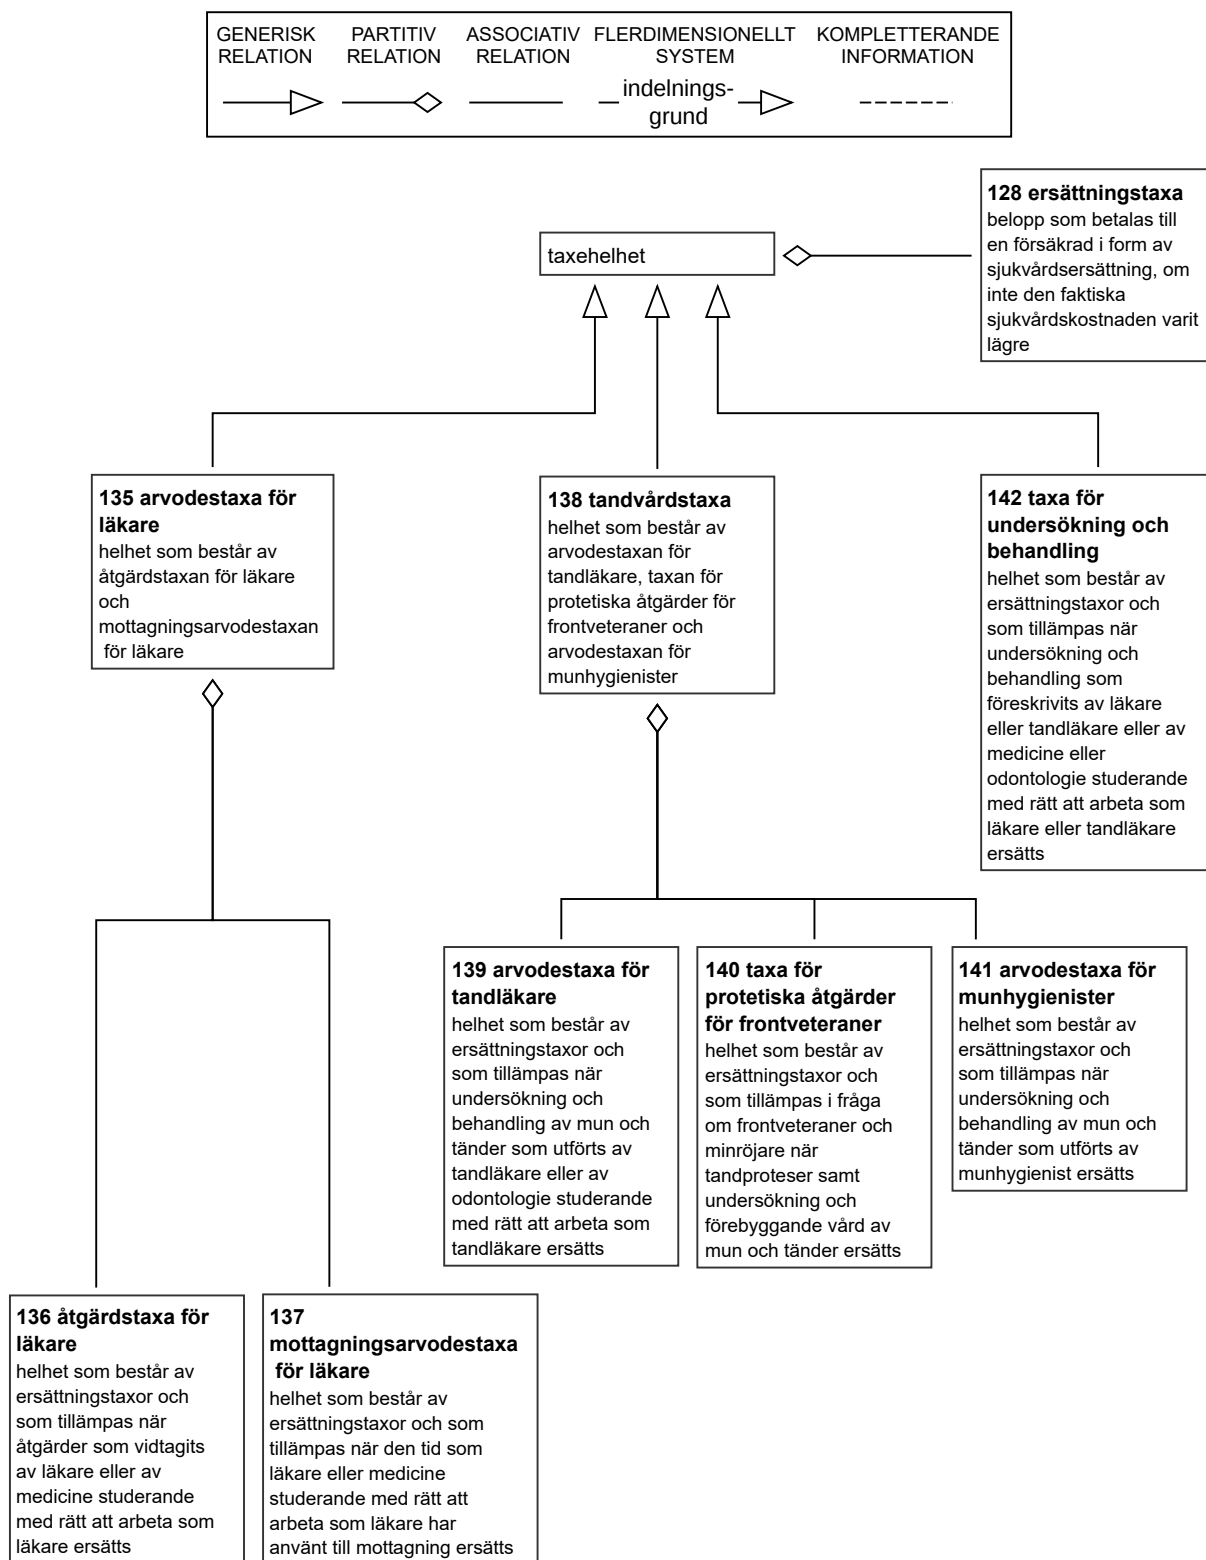 GENERISK
RELATION
PARTITIV
RELATION
ASSOCIATIV
RELATION
FLERDIMENSIONELLT
SYSTEM
KOMPLETTERANDE
INFORMATION
indelnings-
grund
128 ersättningstaxa
belopp som betalas till
en försäkrad i form av
sjukvårdsersättning, om
inte den faktiska
sjukvårdskostnaden varit
lägre
taxehelhet
135 arvodestaxa för
läkare
helhet som består av
åtgärdstaxan för läkare
och
mottagningsarvodestaxan
för läkare
138 tandvårdstaxa
helhet som består av
arvodestaxan för
tandläkare, taxan för
protetiska åtgärder för
frontveteraner och
arvodestaxan för
munhygienister
142 taxa för
undersökning och
behandling
helhet som består av
ersättningstaxor och
som tillämpas när
undersökning och
behandling som
föreskrivits av läkare
eller tandläkare eller av
medicine eller
odontologie studerande
med rätt att arbeta som
läkare eller tandläkare
ersätts
139 arvodestaxa för
tandläkare
helhet som består av
ersättningstaxor och
som tillämpas när
undersökning och
behandling av mun och
tänder som utförts av
tandläkare eller av
odontologie studerande
med rätt att arbeta som
tandläkare ersätts
140 taxa för
protetiska åtgärder
för frontveteraner
helhet som består av
ersättningstaxor och
som tillämpas i fråga
om frontveteraner och
minröjare när
tandproteser samt
undersökning och
förebyggande vård av
mun och tänder ersätts
141 arvodestaxa för
munhygienister
helhet som består av
ersättningstaxor och
som tillämpas när
undersökning och
behandling av mun och
tänder som utförts av
munhygienist ersätts
136 åtgärdstaxa för
läkare
helhet som består av
ersättningstaxor och
som tillämpas när
åtgärder som vidtagits
av läkare eller av
medicine studerande
med rätt att arbeta som
läkare ersätts
137
mottagningsarvodestaxa
för läkare
helhet som består av
ersättningstaxor och som
tillämpas när den tid som
läkare eller medicine
studerande med rätt att
arbeta som läkare har
använt till mottagning ersätts